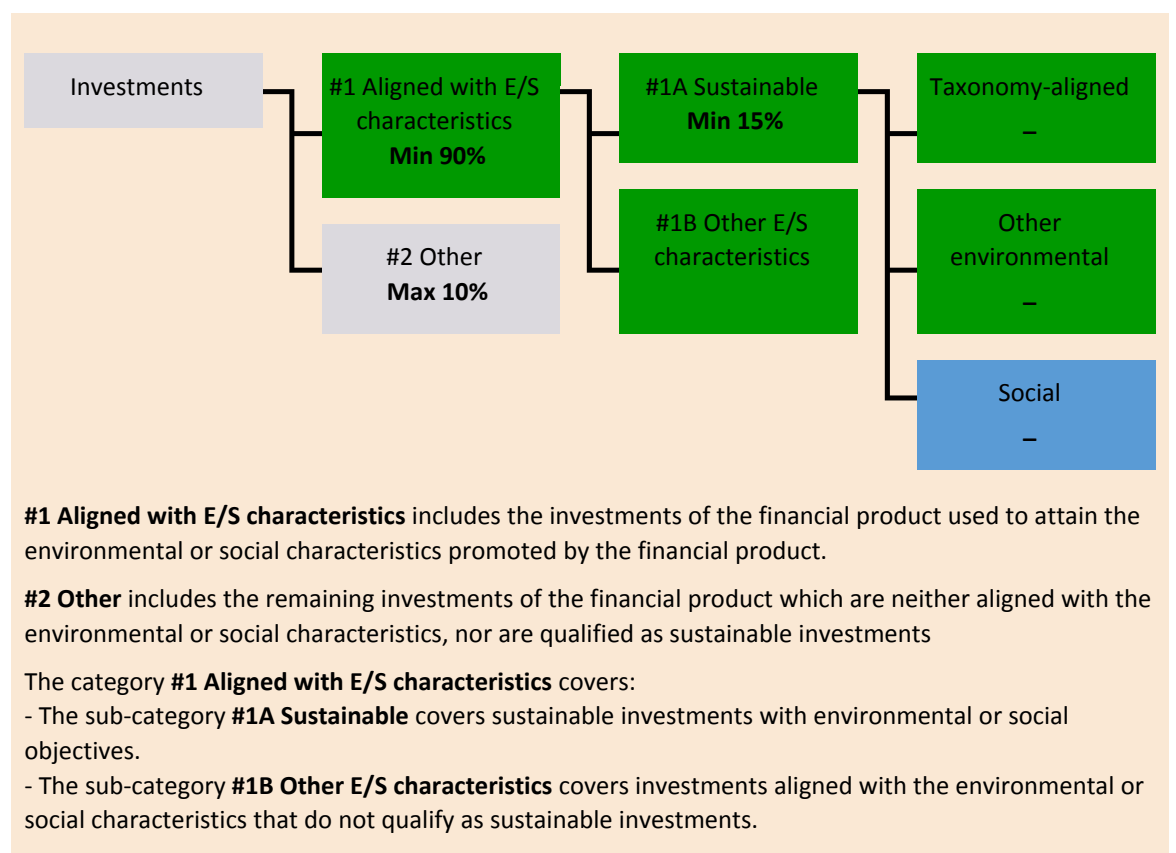 Investments
#1 Aligned with E/S
characteristics
Min 90%
#2 Other
Max 10%
#1A Sustainable
Min 15%
#1B Other E/S
characteristics
Taxonomy-aligned
–
Other
environmental
–
Social
–
#1 Aligned with E/S characteristics includes the investments of the financial product used to attain the
environmental or social characteristics promoted by the financial product.
#2 Other includes the remaining investments of the financial product which are neither aligned with the
environmental or social characteristics, nor are qualified as sustainable investments
The category #1 Aligned with E/S characteristics covers:
- The sub-category #1A Sustainable covers sustainable investments with environmental or social
objectives.
- The sub-category #1B Other E/S characteristics covers investments aligned with the environmental or
social characteristics that do not qualify as sustainable investments.